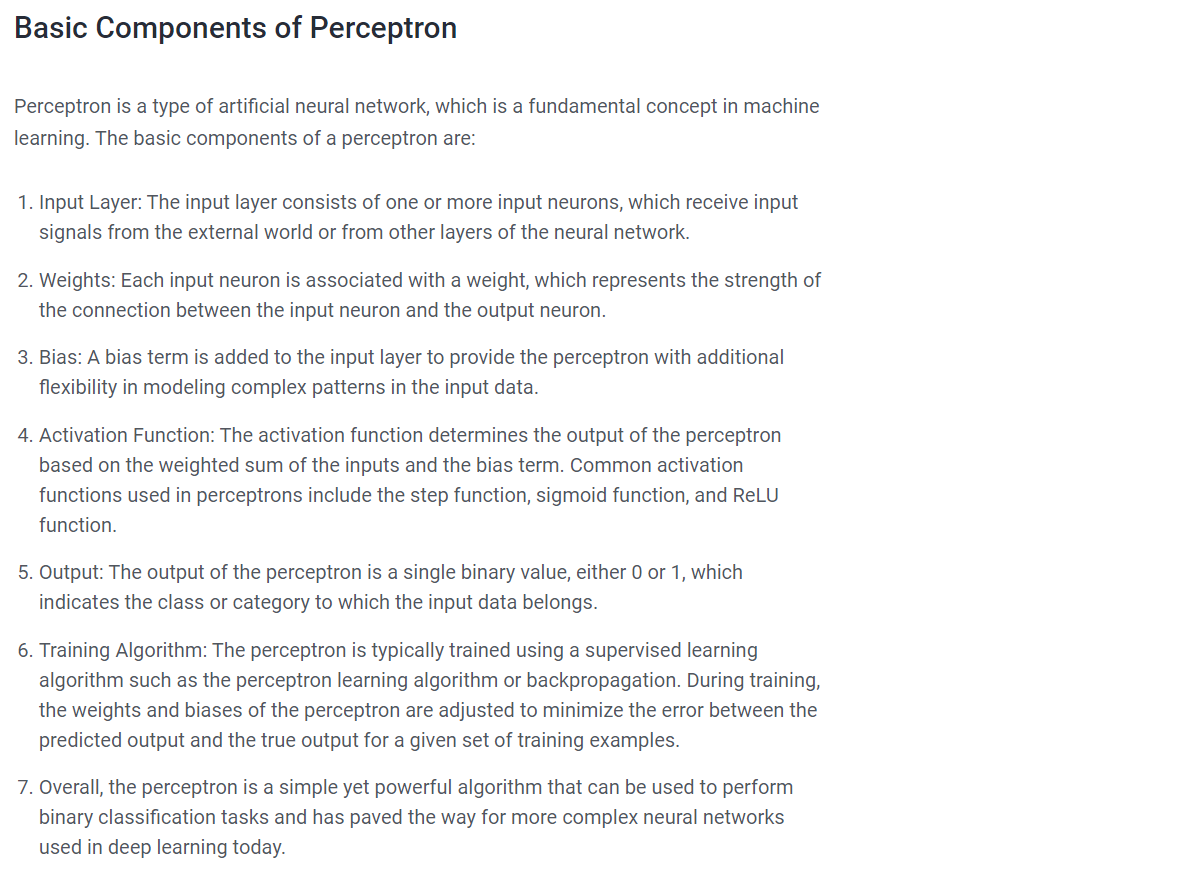 Basic Components of Perceptron
Perceptron is a type of artificial neural network, which is a fundamental concept in machine
learning. The basic components of a perceptron are:
1. Input Layer: The input layer consists of one or more input neurons, which receive input
signals from the external world or from other layers of the neural network.
2. Weights: Each input neuron is associated with a weight, which represents the strength of
the connection between the input neuron and the output neuron.
3. Bias: A bias term is added to the input layer to provide the perceptron with additional
flexibility in modeling complex patterns in the input data.
4. Activation Function: The activation function determines the output of the perceptron
based on the weighted sum of the inputs and the bias term. Common activation
functions used in perceptrons include the step function, sigmoid function, and ReLU
function.
5. Output: The output of the perceptron is a single binary value, either 0 or 1, which
indicates the class or category to which the input data belongs.
6. Training Algorithm: The perceptron is typically trained using a supervised learning
algorithm such as the perceptron learning algorithm or backpropagation. During training,
the weights and biases of the perceptron are adjusted to minimize the error between the
predicted output and the true output for a given set of training examples.
7. Overall, the perceptron is a simple yet powerful algorithm that can be used to perform
binary classification tasks and has paved the way for more complex neural networks
used in deep learning today.